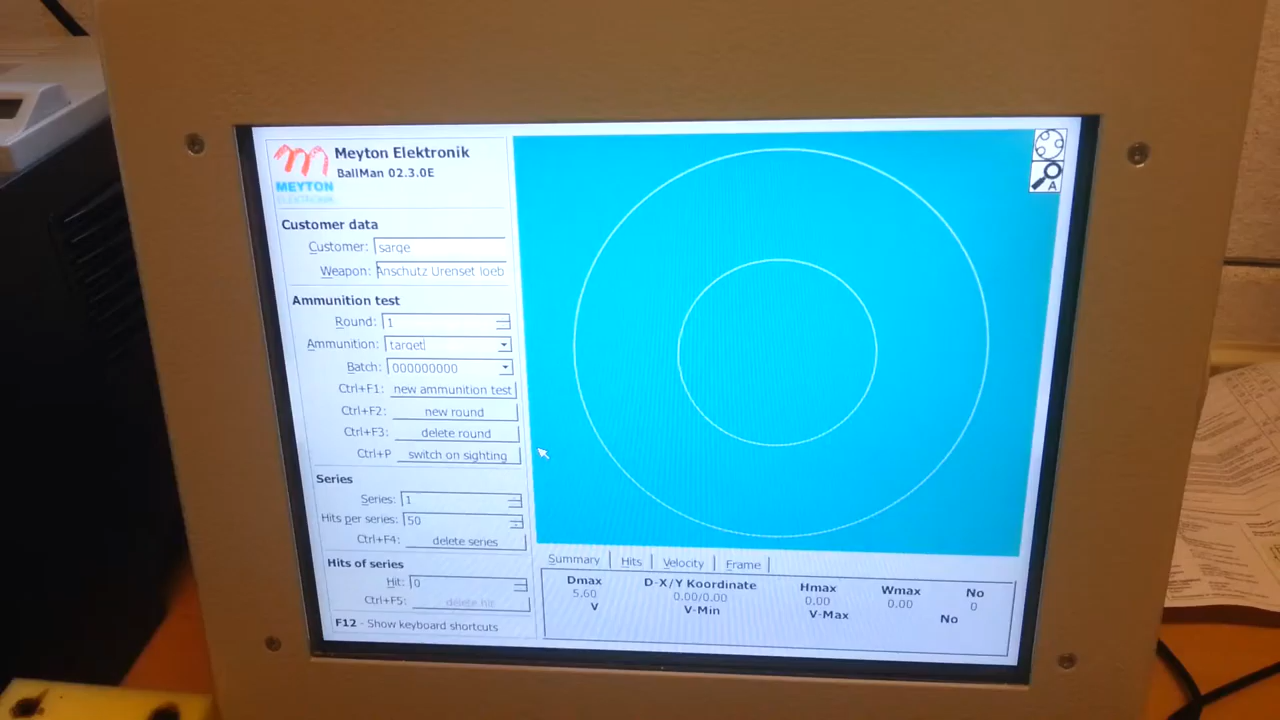 Meyton Elektronik
BallMan 02.3.0E
MEYTON
ELEKTRONIK
Customer data
Customer: sarge
Weapon: Anschutz Urenset loeb
Ammunition test
Round: 1
Ammunition: target
Batch: 000000000
Ctrl+F1: new ammunition test
Ctrl+F2: new round
Ctrl+F3: delete round
Ctrl+P switch on sighting
Series
Series: 1
Hits per series: 50
Ctrl+F4: delete series
Hits of series
Hit: 0
Ctrl+F5: delete hit
F12 - Show keyboard shortcuts
A
Summary Hits Velocity Frame
Dmax D-X/Y Koordinate Hmax Wmax No
5.60 0.00/0.00 0.00 0.00 0
V V-Min V-Max No